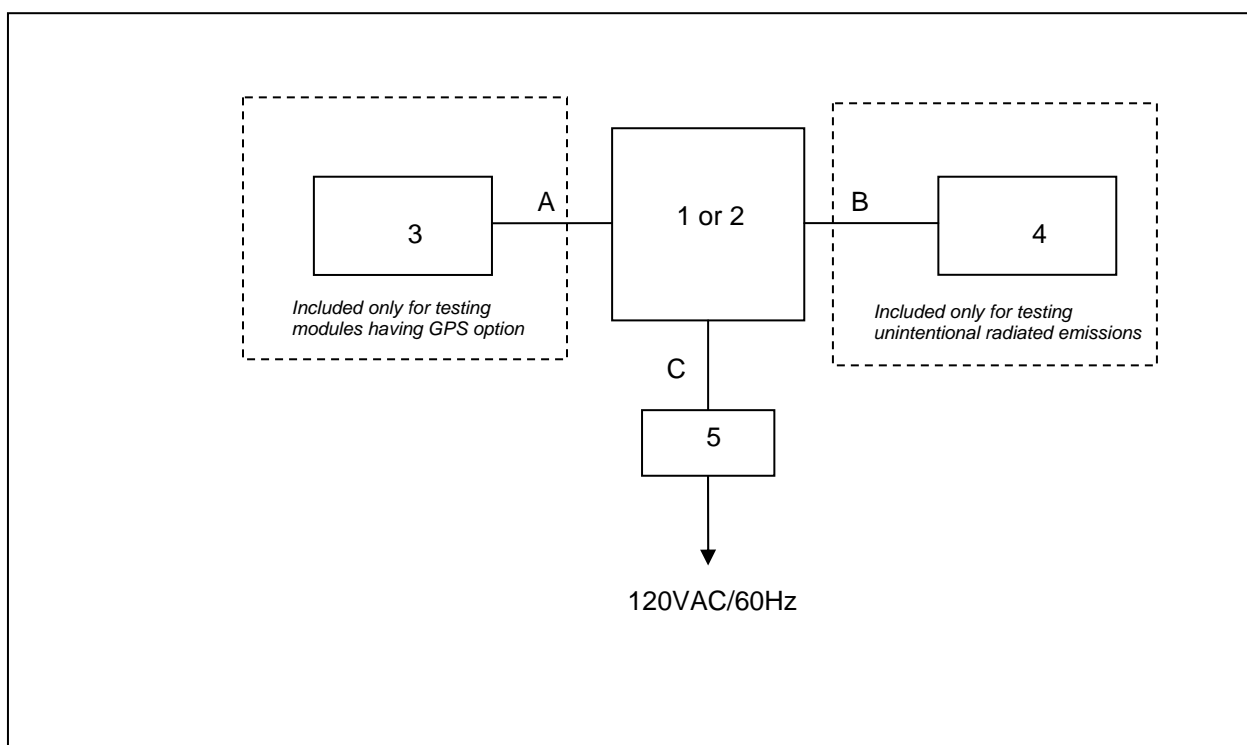 A
1 or 2
B
3
4
Included only for testing
modules having GPS option
Included only for testing
unintentional radiated emissions
C
5
120VAC/60Hz